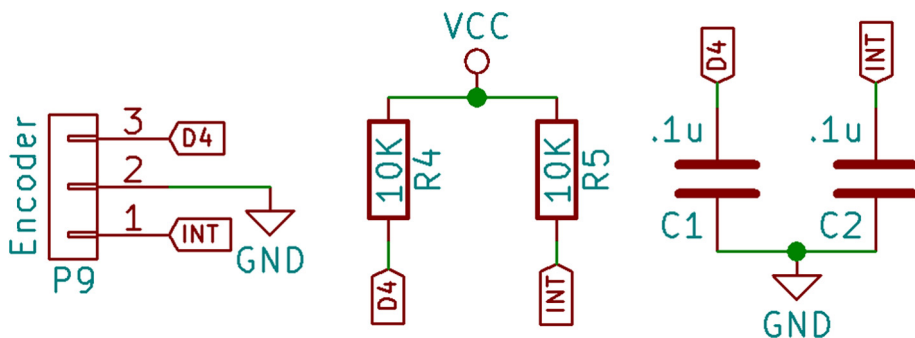 Encoder
3
D4
2
1
INT
GND
P9
VCC
10K
R4
10K
R5
D4
INT
D4
INT
.1u
.1u
C1
C2
GND